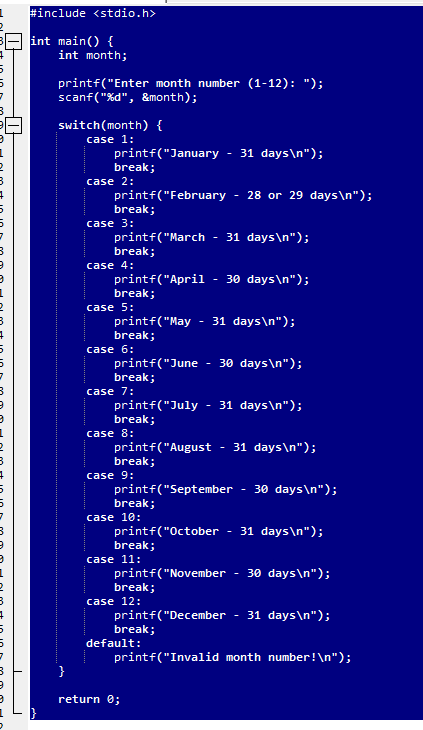 #include <stdio.h>
int main() {
    int month;
    printf("Enter month number (1-12): ");
    scanf("%d", &month);
    switch(month) {
        case 1:
            printf("January - 31 days\n");
            break;
        case 2:
            printf("February - 28 or 29 days\n");
            break;
        case 3:
            printf("March - 31 days\n");
            break;
        case 4:
            printf("April - 30 days\n");
            break;
        case 5:
            printf("May - 31 days\n");
            break;
        case 6:
            printf("June - 30 days\n");
            break;
        case 7:
            printf("July - 31 days\n");
            break;
        case 8:
            printf("August - 31 days\n");
            break;
        case 9:
            printf("September - 30 days\n");
            break;
        case 10:
            printf("October - 31 days\n");
            break;
        case 11:
            printf("November - 30 days\n");
            break;
        case 12:
            printf("December - 31 days\n");
            break;
        default:
            printf("Invalid month number!\n");
    }
    return 0;
}